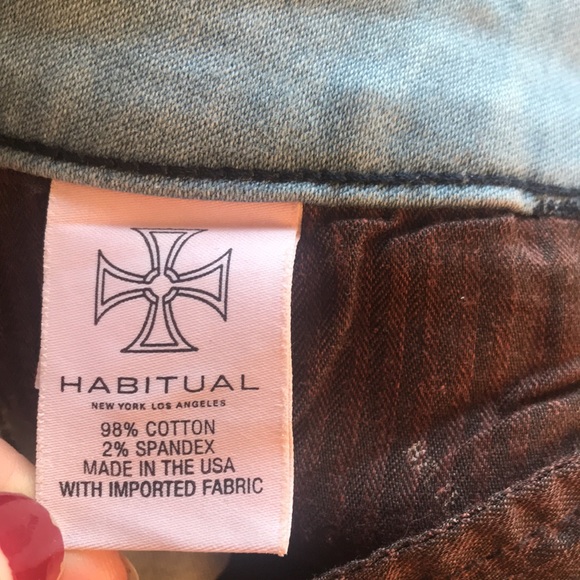 HABITUAL
NEW YORK LOS ANGELES
98% COTTON
2% SPANDEX
MADE IN THE USA
WITH IMPORTED FABRIC